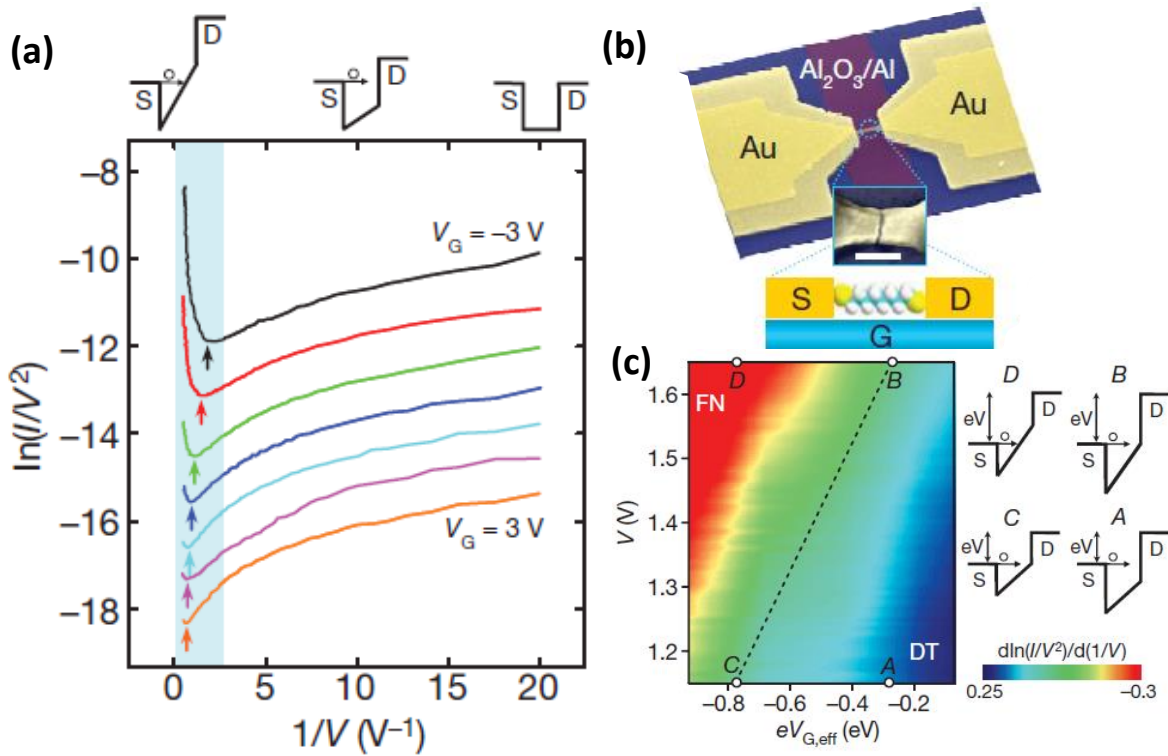 (a)
D
S
D
S
S
D
−8
−10
−12
−14
−16
−18
ln(I/V²)
V_G = −3 V
V_G = 3 V
0
5
10
15
20
1/V (V⁻¹)
(b)
Al₂O₃/Al
Au
Au
S
D
G
(c)
1.6
1.5
1.4
1.3
1.2
V (V)
D
B
FN
C
A
DT
−0.8
−0.6
−0.4
−0.2
eV_G,eff (eV)
D
B
eV
D
S
eV
D
S
C
A
eV
D
S
eV
D
S
dln(I/V²)/d(1/V)
0.25
−0.3